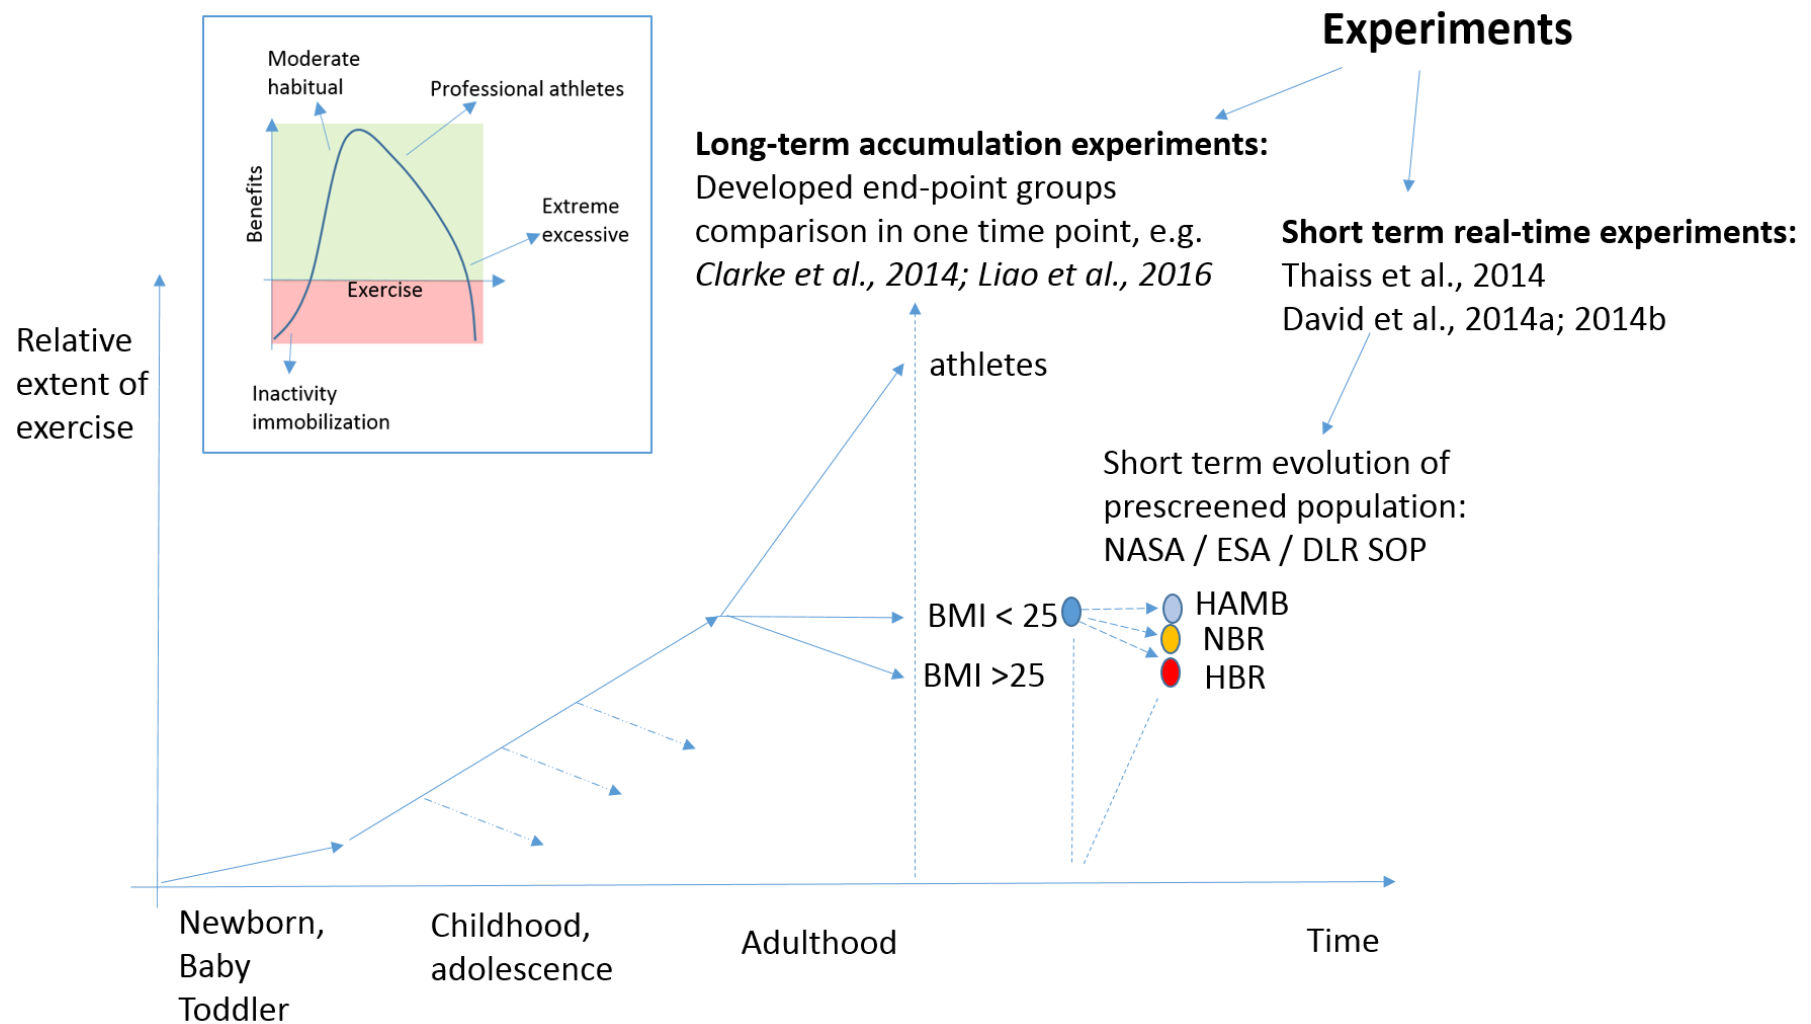 Experiments
Moderate
habitual
Professional athletes
Benefits
Extreme
excessive
Exercise
Inactivity
immobilization
Long-term accumulation experiments:
Developed end-point groups
comparison in one time point, e.g.
Clarke et al., 2014; Liao et al., 2016
Short term real-time experiments:
Thaiss et al., 2014
David et al., 2014a; 2014b
Relative
extent of
exercise
athletes
Short term evolution of
prescreened population:
NASA / ESA / DLR SOP
BMI < 25
BMI >25
HAMB
NBR
HBR
Newborn,
Baby
Toddler
Childhood,
adolescence
Adulthood
Time